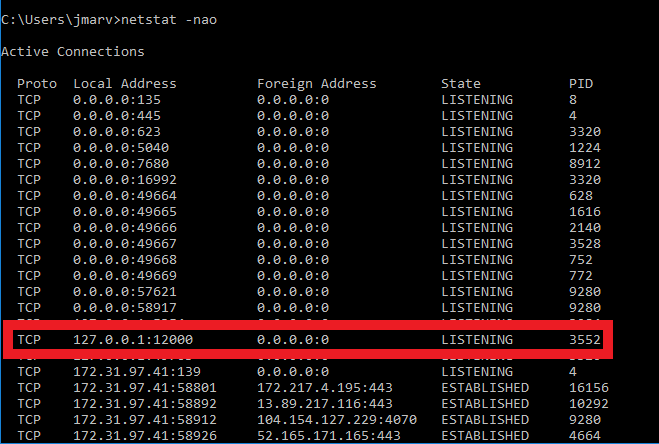 C:\Users\jmarv>netstat -nao
Active Connections
Proto Local Address Foreign Address State PID
TCP 0.0.0.0:135 0.0.0.0:0 LISTENING 8
TCP 0.0.0.0:445 0.0.0.0:0 LISTENING 4
TCP 0.0.0.0:623 0.0.0.0:0 LISTENING 3320
TCP 0.0.0.0:5040 0.0.0.0:0 LISTENING 1224
TCP 0.0.0.0:7680 0.0.0.0:0 LISTENING 8912
TCP 0.0.0.0:16992 0.0.0.0:0 LISTENING 3320
TCP 0.0.0.0:49664 0.0.0.0:0 LISTENING 628
TCP 0.0.0.0:49665 0.0.0.0:0 LISTENING 1616
TCP 0.0.0.0:49666 0.0.0.0:0 LISTENING 2140
TCP 0.0.0.0:49667 0.0.0.0:0 LISTENING 3528
TCP 0.0.0.0:49668 0.0.0.0:0 LISTENING 752
TCP 0.0.0.0:49669 0.0.0.0:0 LISTENING 772
TCP 0.0.0.0:57621 0.0.0.0:0 LISTENING 9280
TCP 0.0.0.0:58917 0.0.0.0:0 LISTENING 9280
TCP 127.0.0.1:12000 0.0.0.0:0 LISTENING 3552
TCP 172.31.97.41:139 0.0.0.0:0 LISTENING 4
TCP 172.31.97.41:58801 172.217.4.195:443 ESTABLISHED 16156
TCP 172.31.97.41:58892 13.89.217.116:443 ESTABLISHED 10292
TCP 172.31.97.41:58912 104.154.127.229:4070 ESTABLISHED 9280
TCP 172.31.97.41:58926 52.165.171.165:443 ESTABLISHED 4664